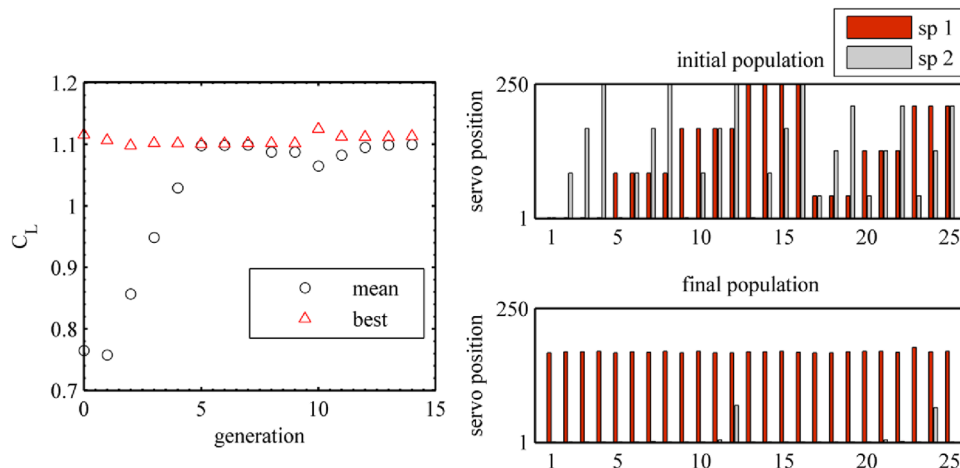 1.2
1.1
1
0.9
0.8
0.7
C_L
0
5
10
15
generation
mean
best
sp 1
sp 2
initial population
250
1
servo position
1
5
10
15
20
25
final population
250
1
servo position
1
5
10
15
20
25